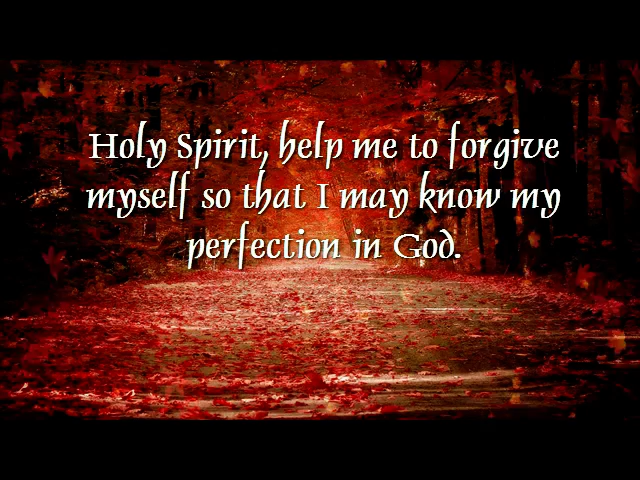 Holy Spirit, help me to forgive
myself so that I may know my
perfection in God.